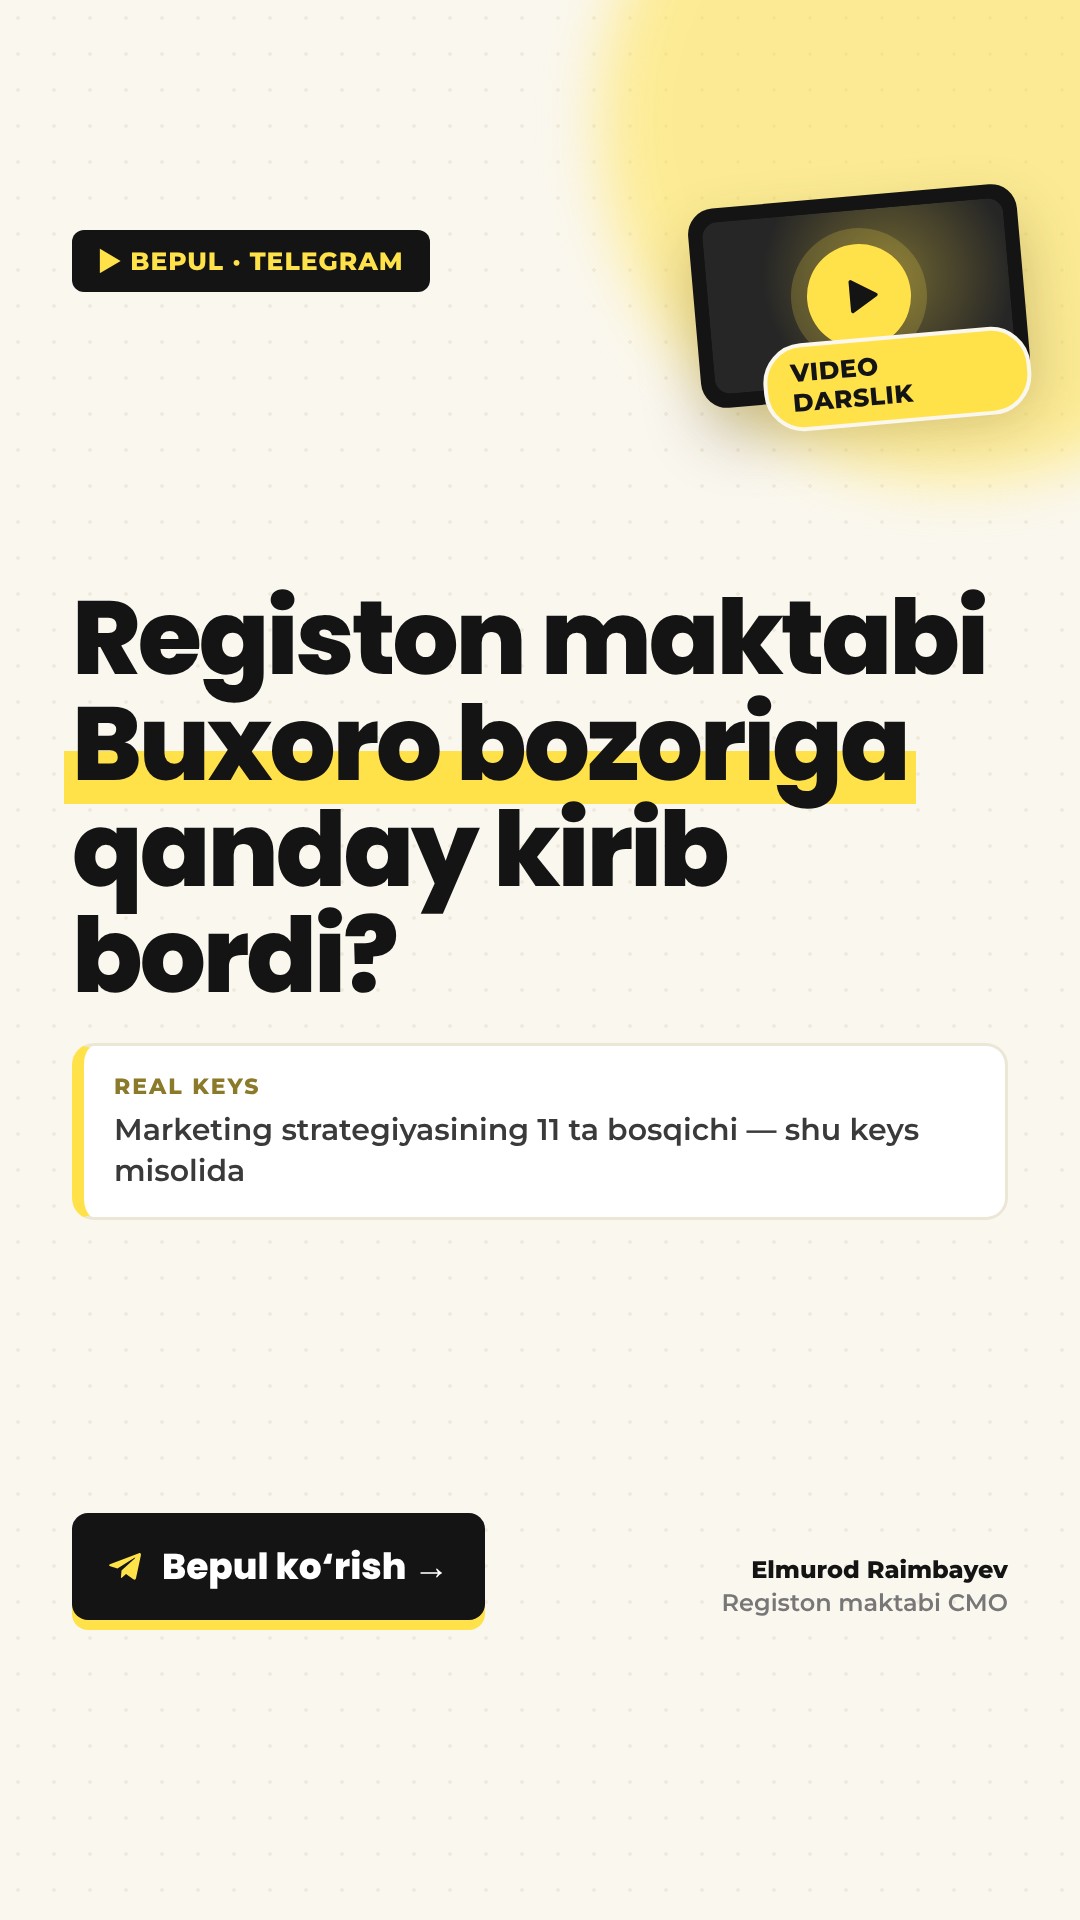 BEPUL · TELEGRAM
VIDEO
DARSLIK
Registon maktabi
Buxoro bozoriga
qanday kirib
bordi?
REAL KEYS
Marketing strategiyasining 11 ta bosqichi — shu keys
misolida
Bepul ko‘rish →
Elmurod Raimbayev
Registon maktabi CMO